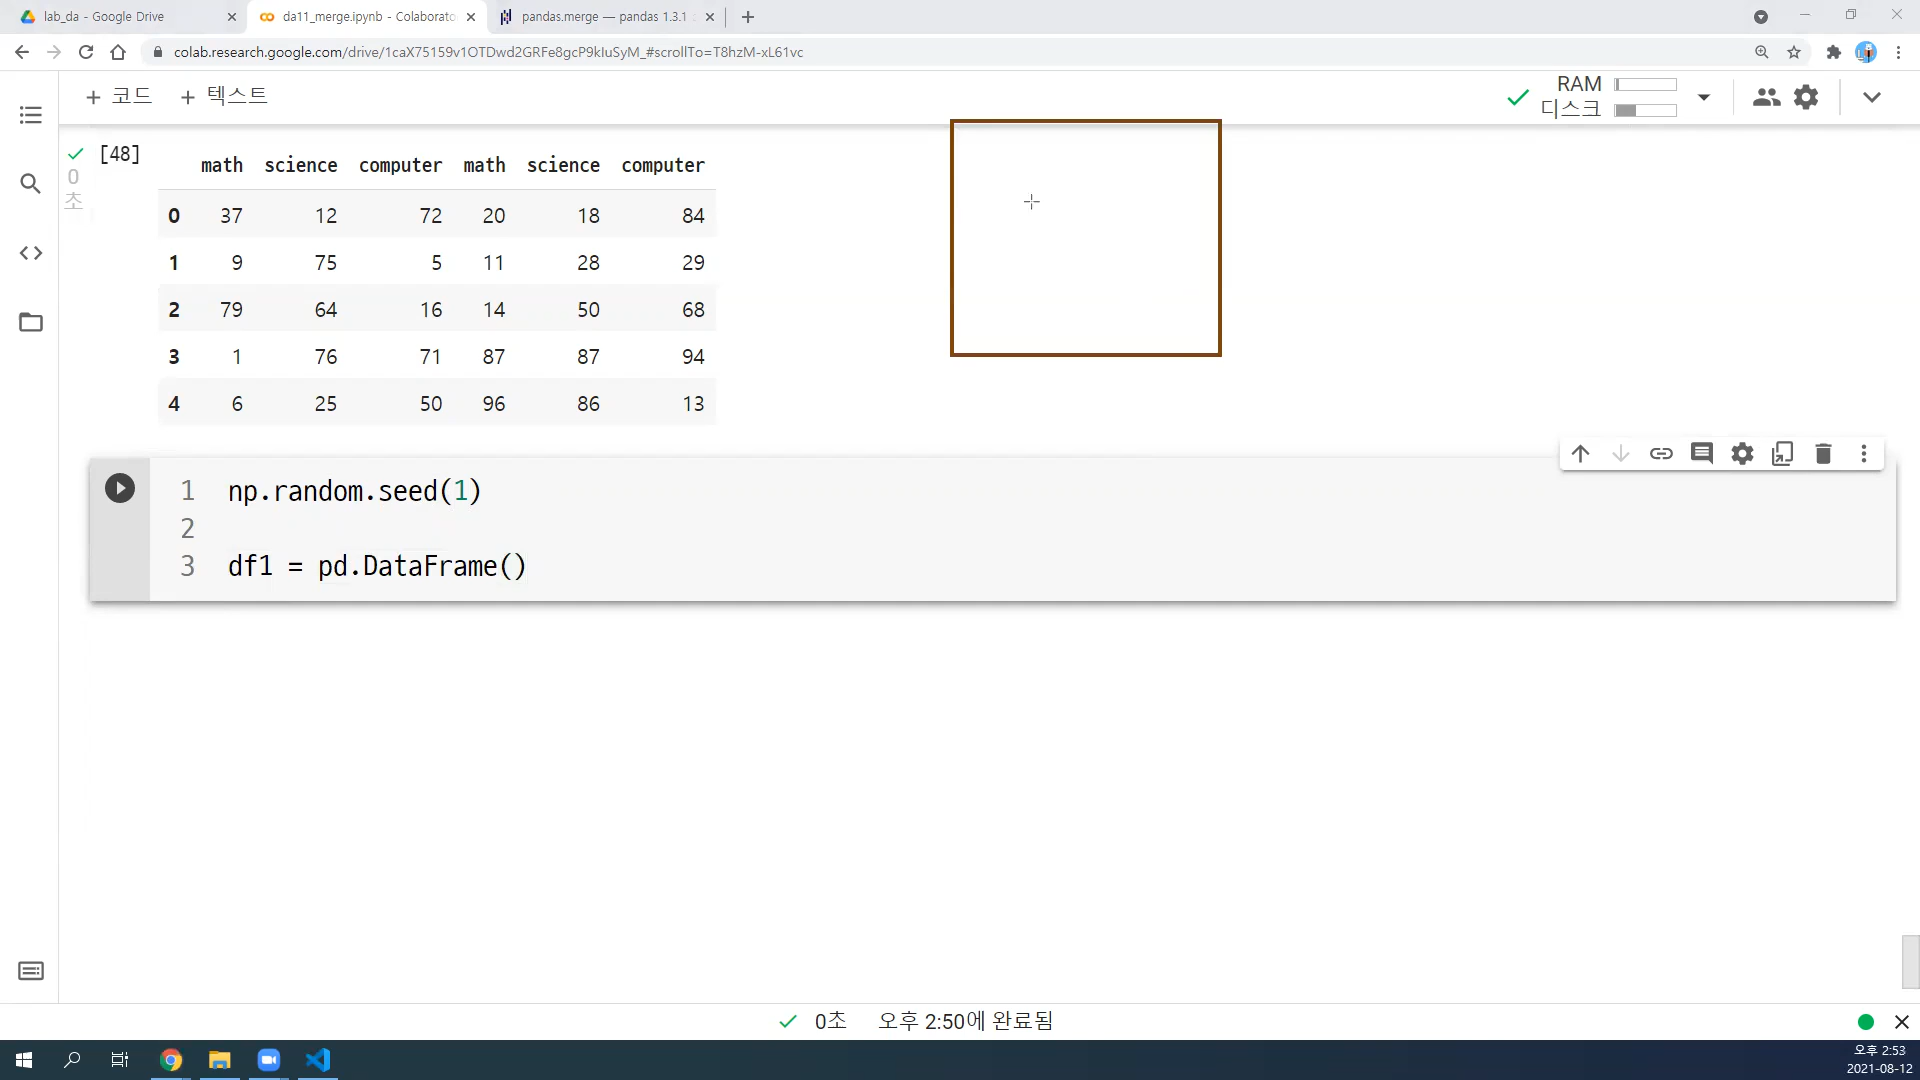 lab_da - Google Drive
da11_merge.ipynb - Colaborato
pandas.merge — pandas 1.3.1
colab.research.google.com/drive/1caX75159v1OTDwd2GRFe8gcP9kIuSyM_#scrollTo=T8hzM-xL61vc
+ 코드 + 텍스트
RAM
디스크
[48]
0
초
math science computer math science computer
0 37 12 72 20 18 84
1 9 75 5 11 28 29
2 79 64 16 14 50 68
3 1 76 71 87 87 94
4 6 25 50 96 86 13
1 np.random.seed(1)
2
3 df1 = pd.DataFrame()
0초 오후 2:50에 완료됨
오후 2:53
2021-08-12